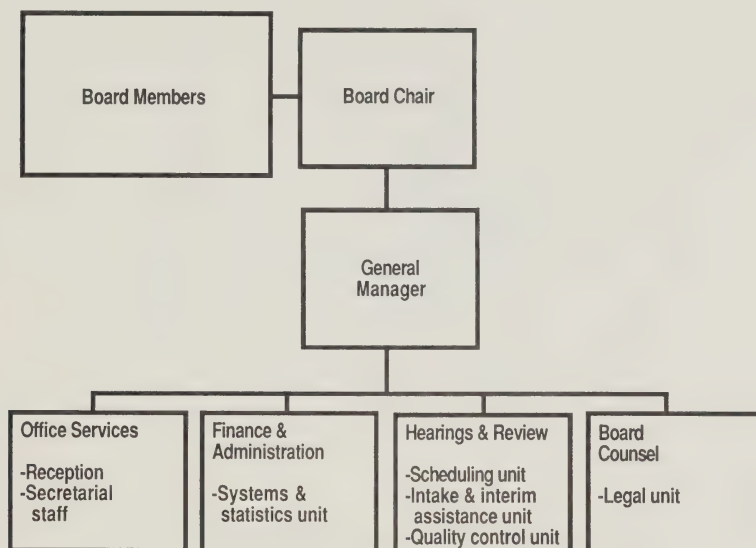 Board Members
Board Chair
General
Manager
Office Services
-Reception
-Secretarial
staff
Finance &
Administration
-Systems &
statistics unit
Hearings & Review
-Scheduling unit
-Intake & interim
assistance unit
-Quality control unit
Board
Counsel
-Legal unit